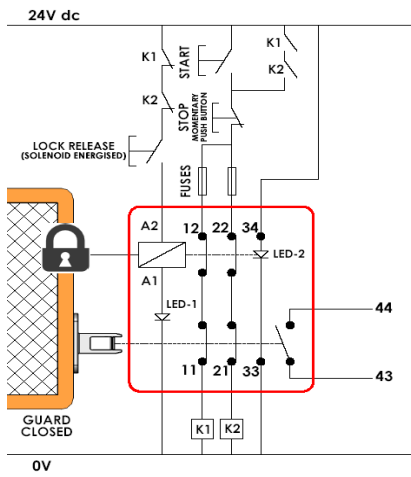 24V dc
K1
START
K1
K2
K2
STOP
MOMENTARY
PUSH BUTTON
LOCK RELEASE
(SOLENOID ENERGISED)
FUSES
A2
12
22
34
LED-2
A1
LED-1
44
11
21
33
43
GUARD
CLOSED
K1
K2
0V